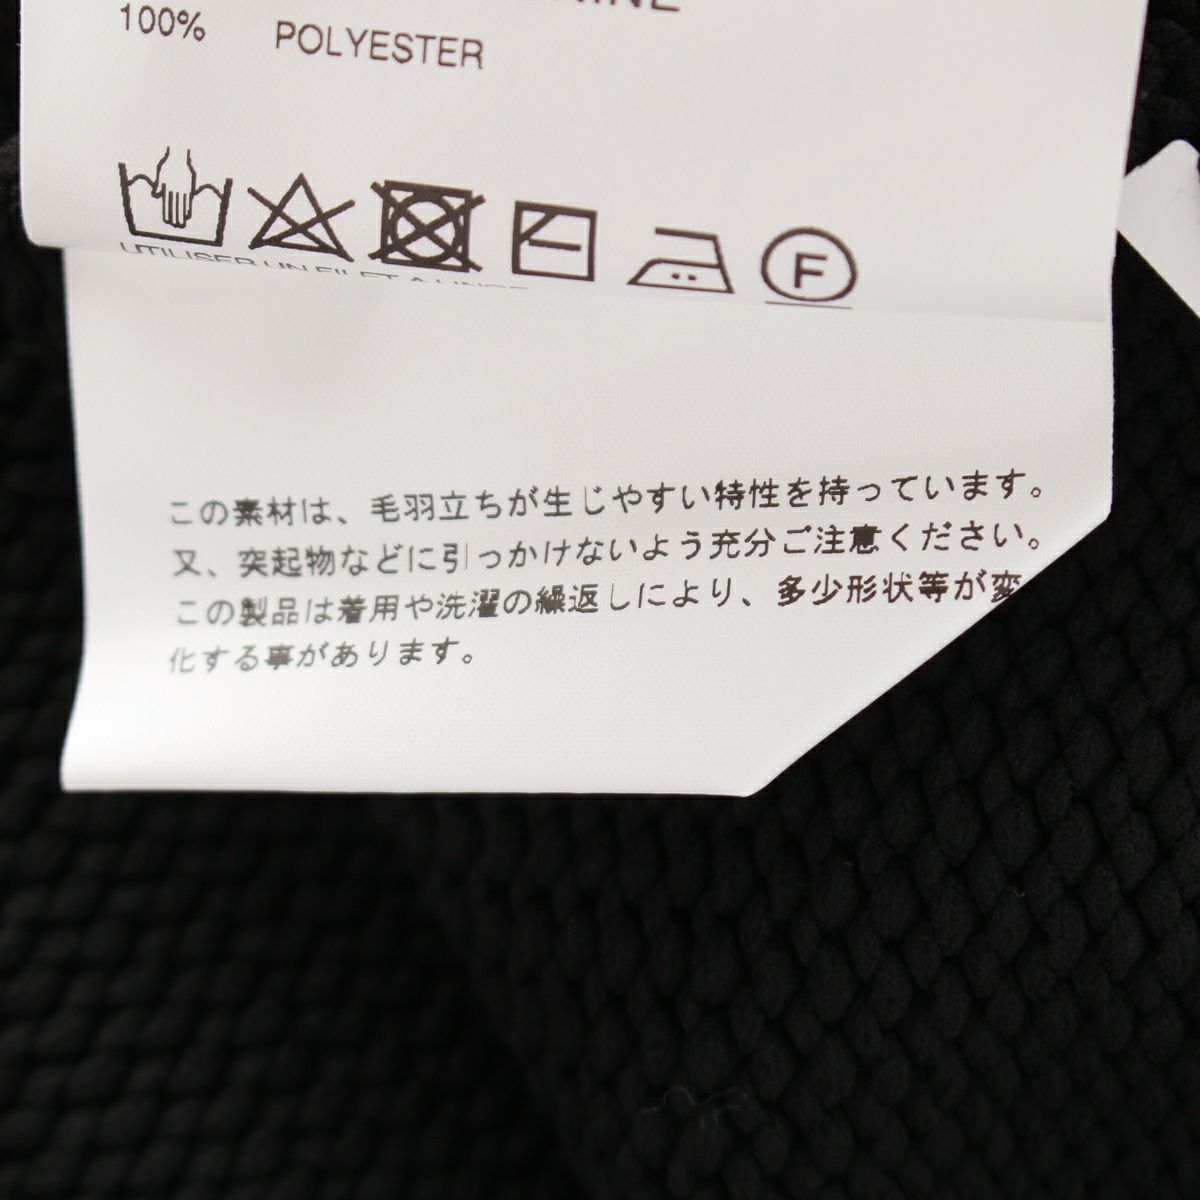 100% POLYESTER
F
UTILISER UN FILET A LINGE
この素材は、毛羽立ちが生じやすい特性を持っています。
又、突起物などに引っかけないよう充分ご注意ください。
この製品は着用や洗濯の繰返しにより、多少形状等が変
化する事があります。